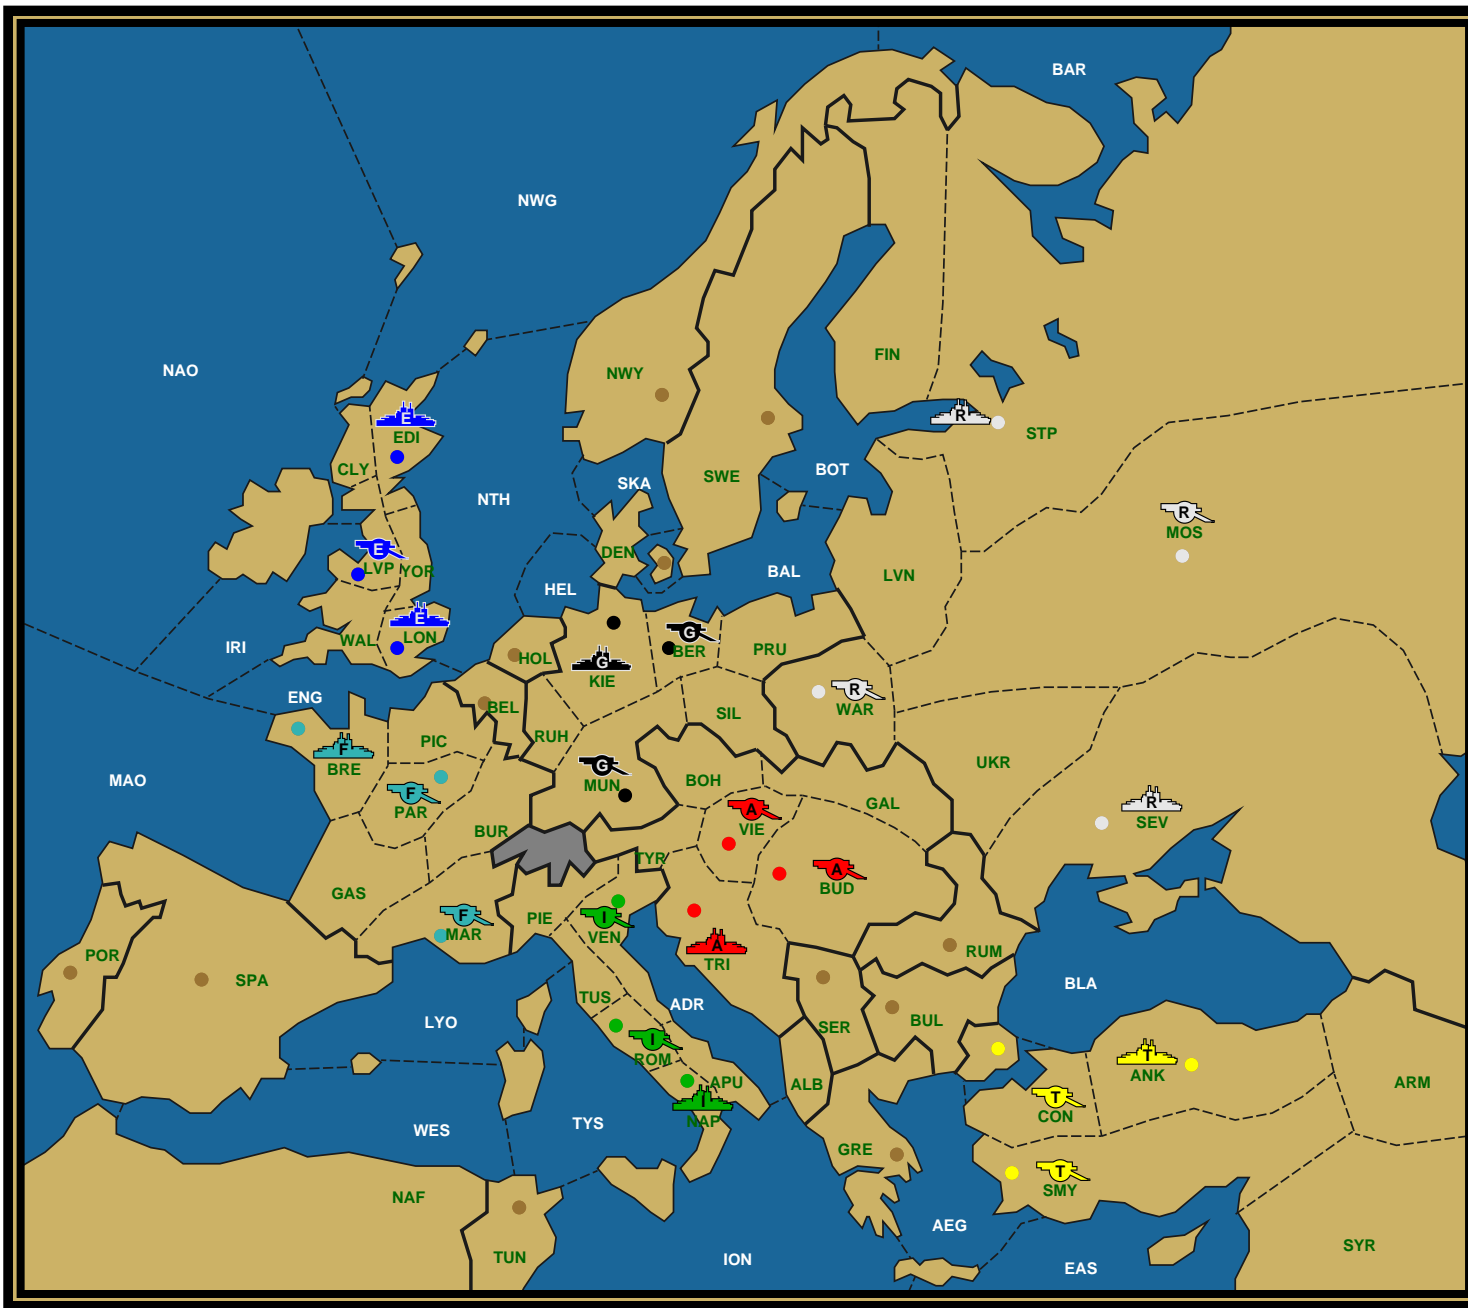 BAR
NWG
NAO
FIN
NWY
E
EDI
R
STP
CLY
SWE
BOT
SKA
NTH
R
MOS
E
LVP
YOR
DEN
BAL
LVN
HEL
E
LON
WAL
IRI
HOL
G
KIE
G
BER
PRU
R
WAR
ENG
BEL
SIL
PIC
RUH
F
BRE
MAO
G
MUN
BOH
UKR
F
PAR
GAL
R
SEV
A
VIE
BUR
TYR
A
BUD
GAS
F
MAR
PIE
I
VEN
A
TRI
POR
SPA
RUM
BLA
TUS
ADR
LYO
SER
BUL
I
ROM
T
ANK
APU
ALB
ARM
I
NAP
T
CON
TYS
WES
GRE
T
SMY
NAF
AEG
TUN
ION
SYR
EAS